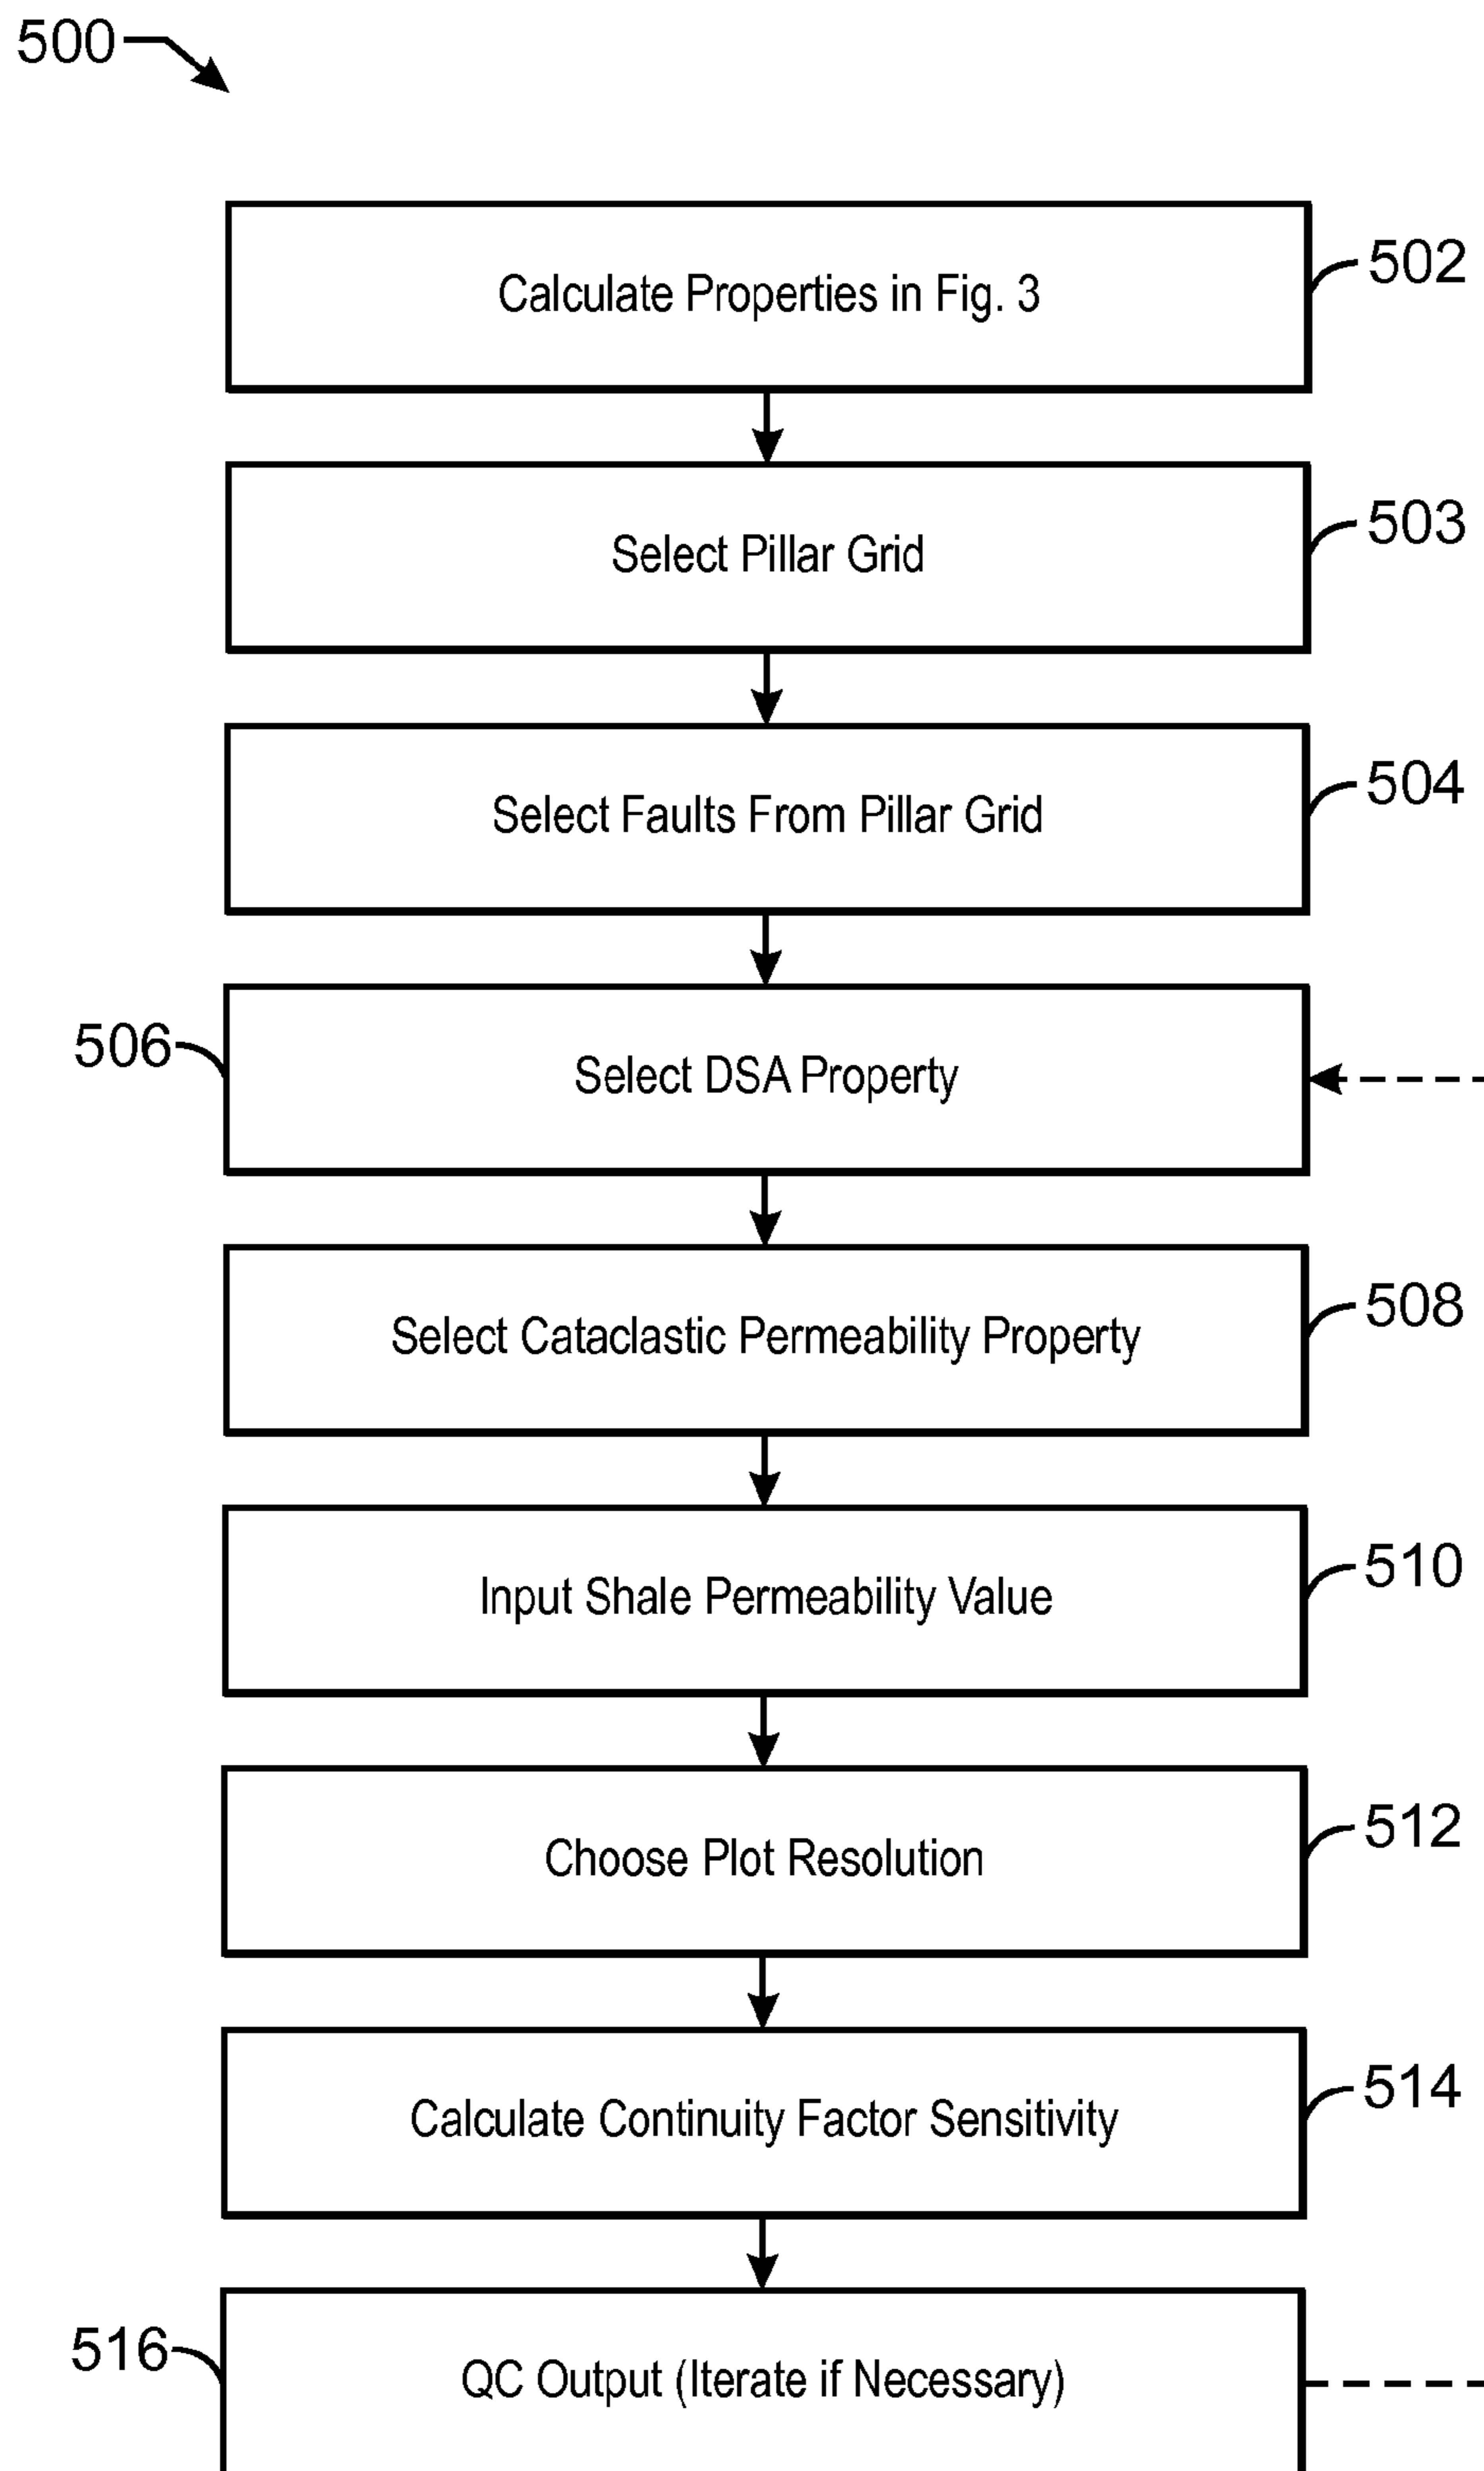 500
Calculate Properties in Fig. 3
502
Select Pillar Grid
503
Select Faults From Pillar Grid
504
506
Select DSA Property
Select Cataclastic Permeability Property
508
Input Shale Permeability Value
510
Choose Plot Resolution
512
Calculate Continuity Factor Sensitivity
514
516
QC Output (Iterate if Necessary)